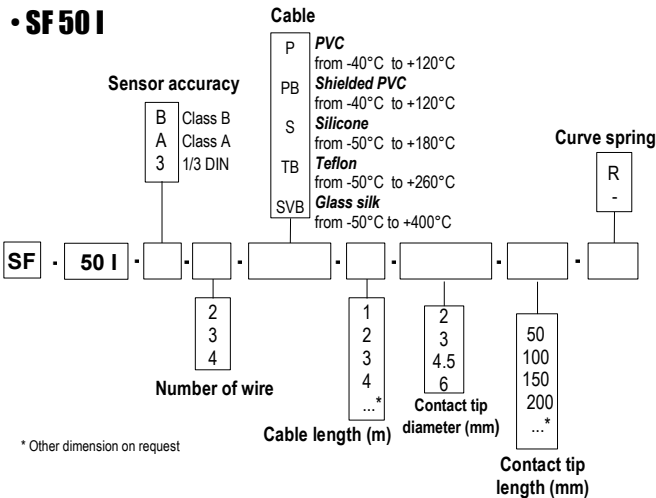 • SF 50 I
Cable
P PVC
from -40°C to +120°C
PB Shielded PVC
from -40°C to +120°C
S Silicone
from -50°C to +180°C
TB Teflon
from -50°C to +260°C
SVB Glass silk
from -50°C to +400°C
Sensor accuracy
B Class B
A Class A
3 1/3 DIN
Curve spring
R
-
SF - 50 I - - - - - - -
2
3
4
Number of wire
1
2
3
4
...*
Cable length (m)
2
3
4.5
6
Contact tip
diameter (mm)
50
100
150
200
...*
Contact tip
length (mm)
* Other dimension on request